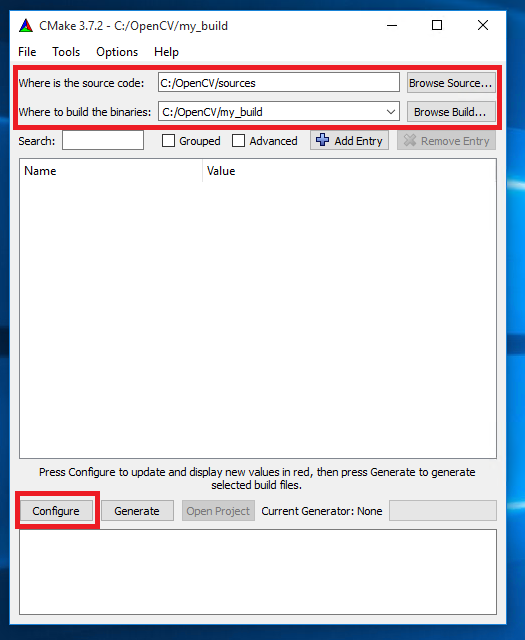 CMake 3.7.2 - C:/OpenCV/my_build
File Tools Options Help
Where is the source code: C:/OpenCV/sources Browse Source...
Where to build the binaries: C:/OpenCV/my_build Browse Build...
Search: Grouped Advanced Add Entry Remove Entry
Name Value
Press Configure to update and display new values in red, then press Generate to generate
selected build files.
Configure Generate Open Project Current Generator: None